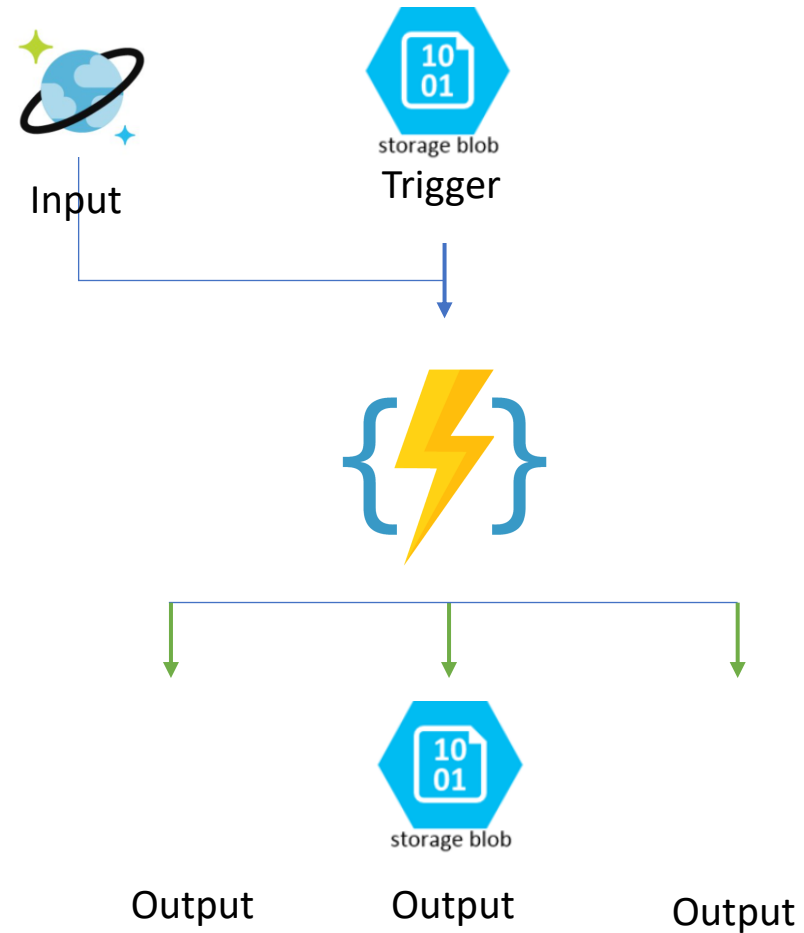 10
01
storage blob
Input
Trigger
10
01
storage blob
Output
Output
Output